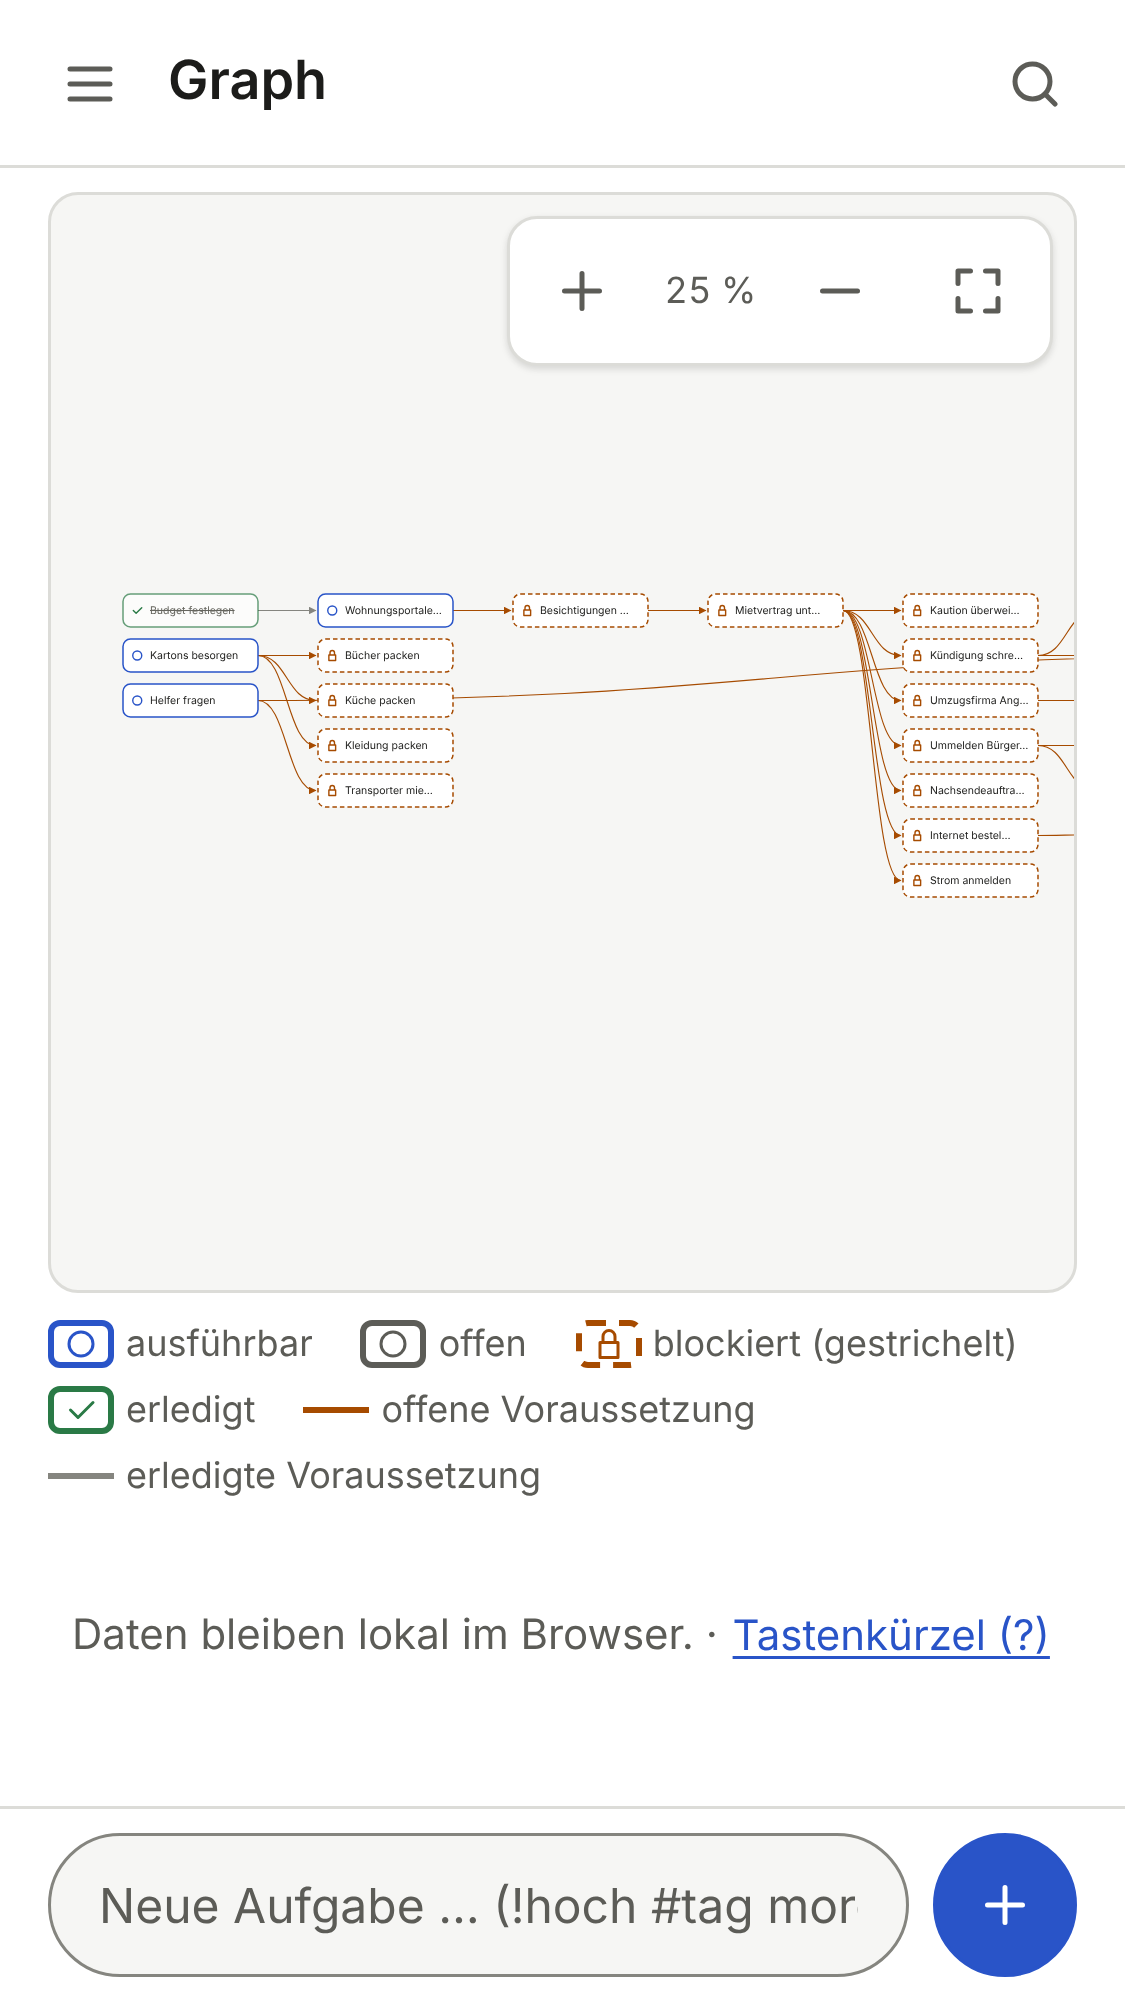 Graph
25 %
Budget festlegen
Wohnungsportale...
Besichtigungen ...
Mietvertrag unt...
Kaution überwei...
Kartons besorgen
Bücher packen
Kündigung schre...
Helfer fragen
Küche packen
Umzugsfirma Ang...
Kleidung packen
Ummelden Bürger...
Transporter mie...
Nachsendeauftra...
Internet bestel...
Strom anmelden
ausführbar
offen
blockiert (gestrichelt)
erledigt
offene Voraussetzung
erledigte Voraussetzung
Daten bleiben lokal im Browser. · Tastenkürzel (?)
Neue Aufgabe ... (!hoch #tag mor